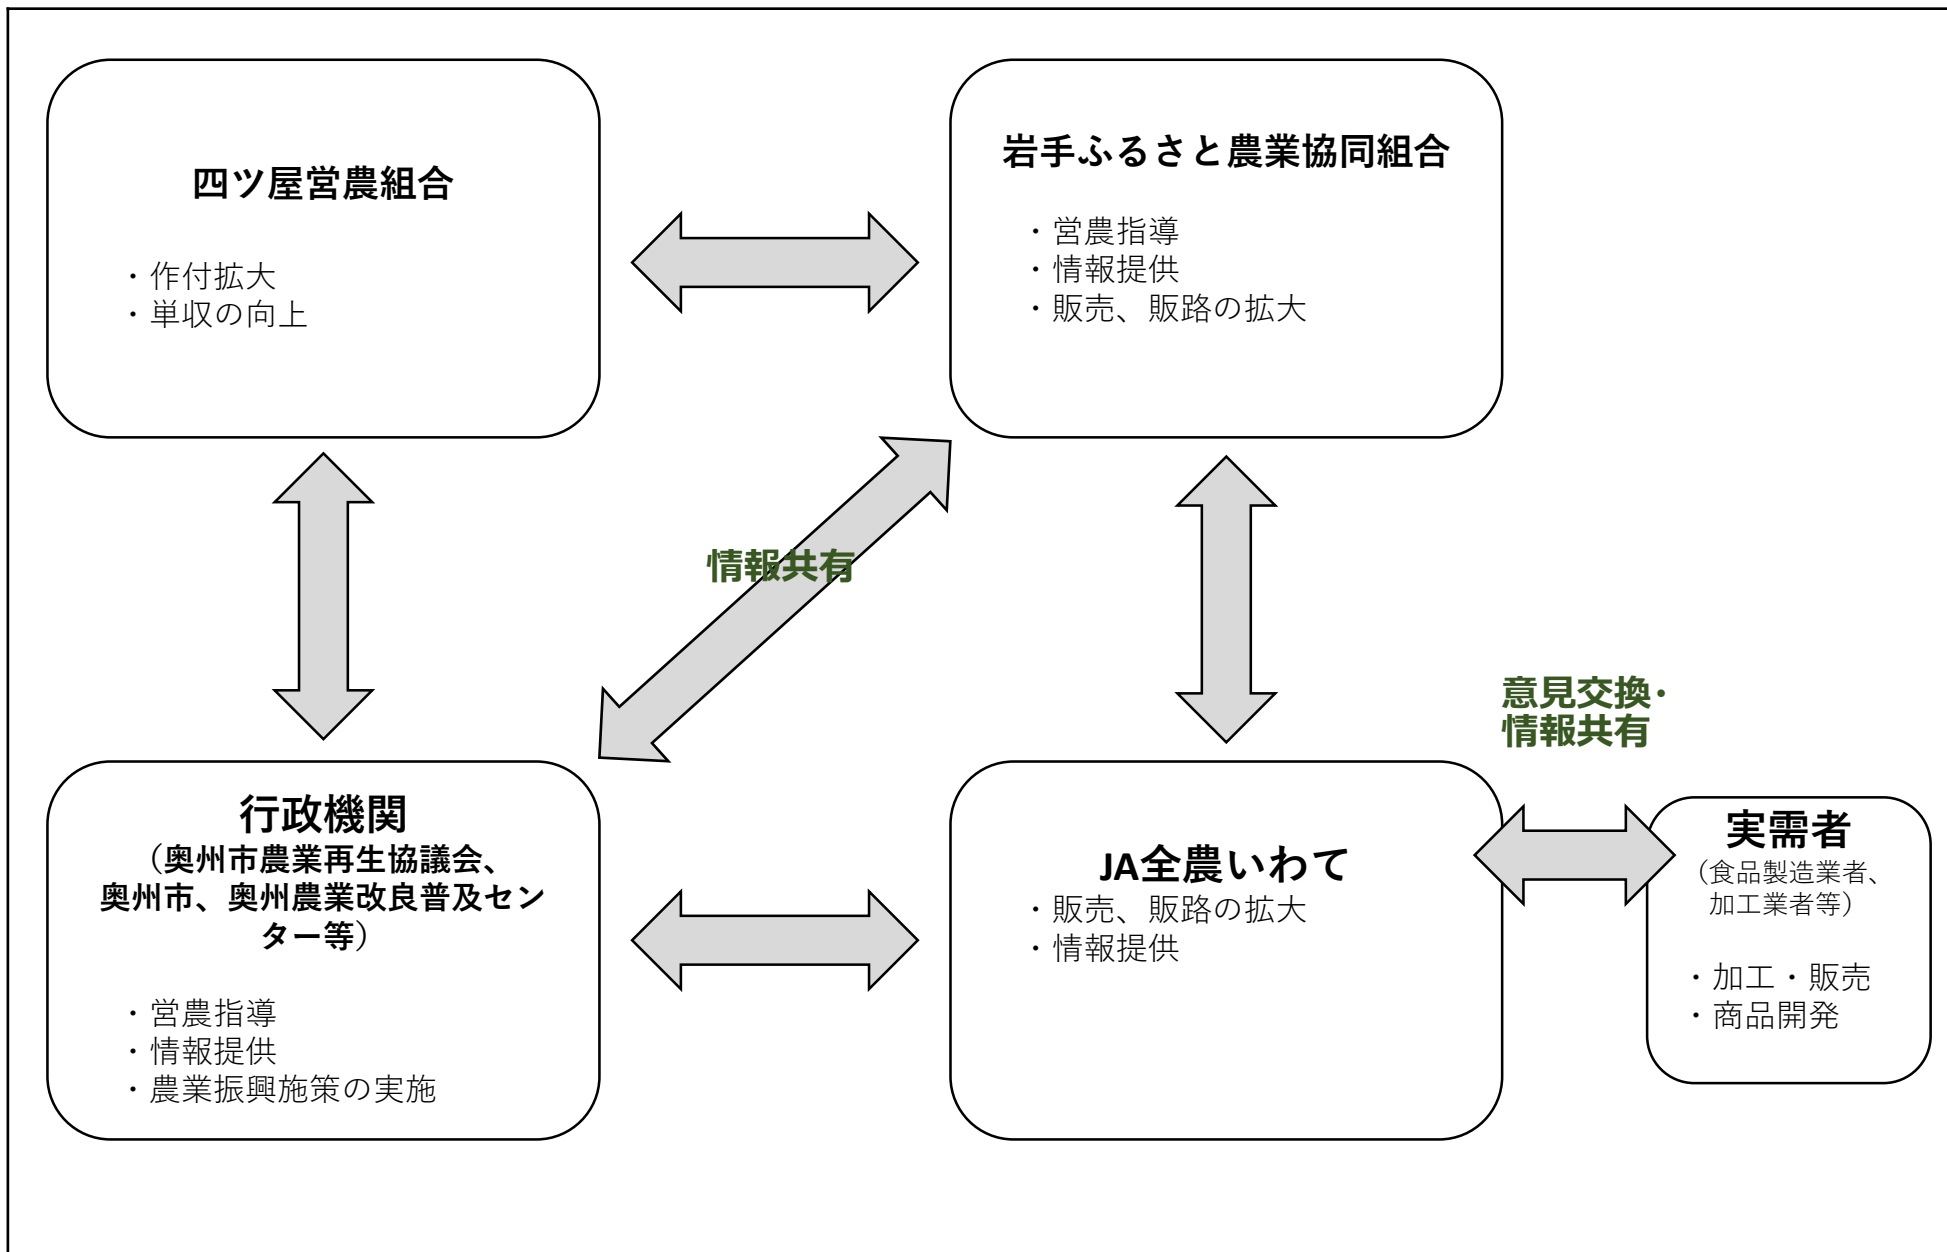 四ツ屋営農組合
・作付拡大
・単収の向上
岩手ふるさと農業協同組合
・営農指導
・情報提供
・販売、販路の拡大
情報共有
意見交換・
情報共有
行政機関
（奥州市農業再生協議会、
奥州市、奥州農業改良普及セン
ター等）
・営農指導
・情報提供
・農業振興施策の実施
JA全農いわて
・販売、販路の拡大
・情報提供
実需者
（食品製造業者、
加工業者等）
・加工・販売
・商品開発